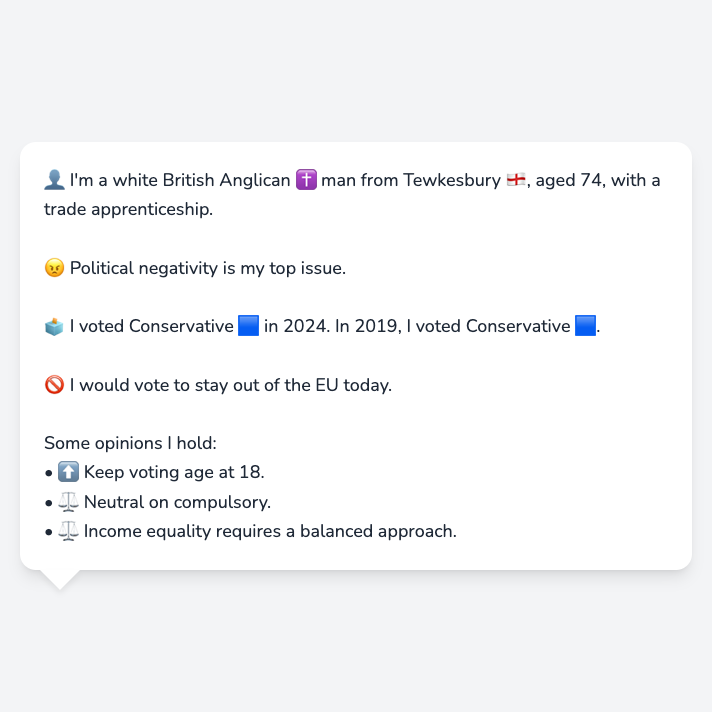 👤 I'm a white British Anglican ✝️ man from Tewkesbury 🏴󠁧󠁢󠁥󠁮󠁧󠁿, aged 74, with a
trade apprenticeship.
😠 Political negativity is my top issue.
🗳️ I voted Conservative 🟦 in 2024. In 2019, I voted Conservative 🟦.
🚫 I would vote to stay out of the EU today.
Some opinions I hold:
• ⬆️ Keep voting age at 18.
• ⚖️ Neutral on compulsory.
• ⚖️ Income equality requires a balanced approach.